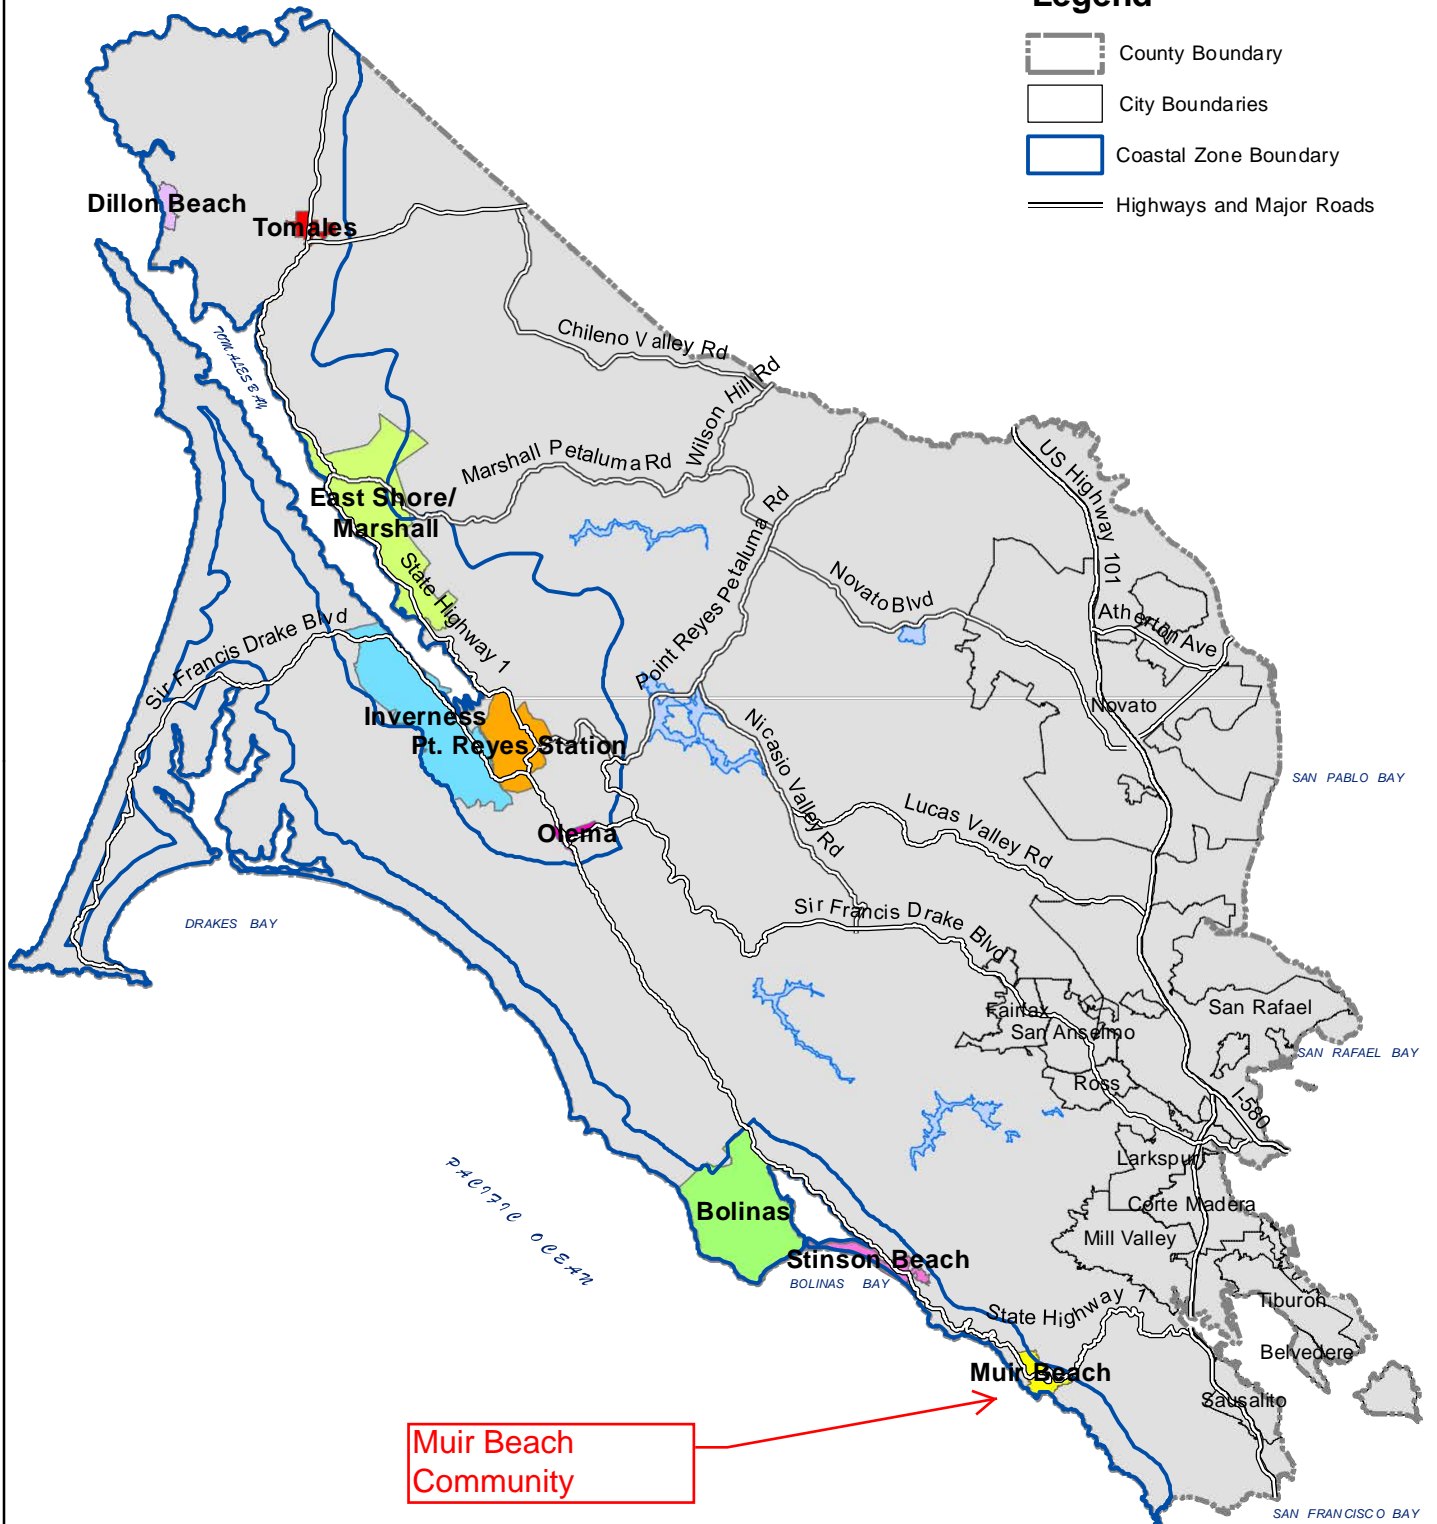 Legend
County Boundary
City Boundaries
Coastal Zone Boundary
Highways and Major Roads
Dillon Beach
Tomales
TOMALES BAY
Chileno Valley Rd
Wilson Hill Rd
Marshall Petaluma Rd
US Highway 101
East Shore/
Marshall
State Highway 1
Point Reyes Petaluma Rd
Novato Blvd
Atherton Ave
Sir Francis Drake Blvd
Inverness
Novato
Pt. Reyes Station
Nicasio Valley Rd
SAN PABLO BAY
Lucas Valley Rd
Olema
Sir Francis Drake Blvd
DRAKES BAY
Fairfax
San Rafael
San Anselmo
SAN RAFAEL BAY
Ross
I-580
Larkspur
PACIFIC OCEAN
Bolinas
Corte Madera
Mill Valley
Stinson Beach
BOLINAS BAY
State Highway 1
Tiburon
Belvedere
Muir Beach
Sausalito
Muir Beach
Community
SAN FRANCISCO BAY